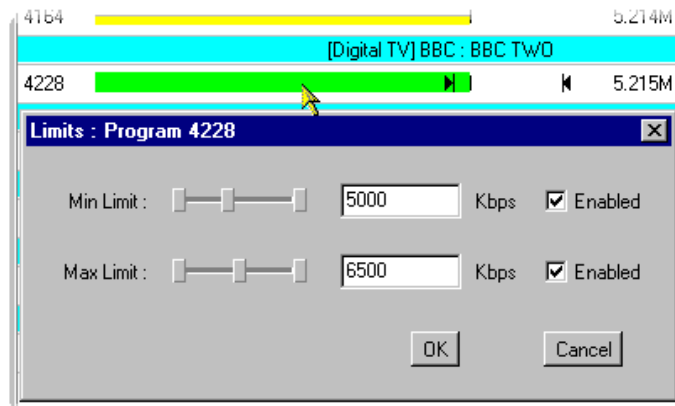 4164 5.214M
[Digital TV] BBC : BBC TWO
4228 5.215M
Limits : Program 4228
Min Limit : 5000 Kbps Enabled
Max Limit : 6500 Kbps Enabled
OK Cancel